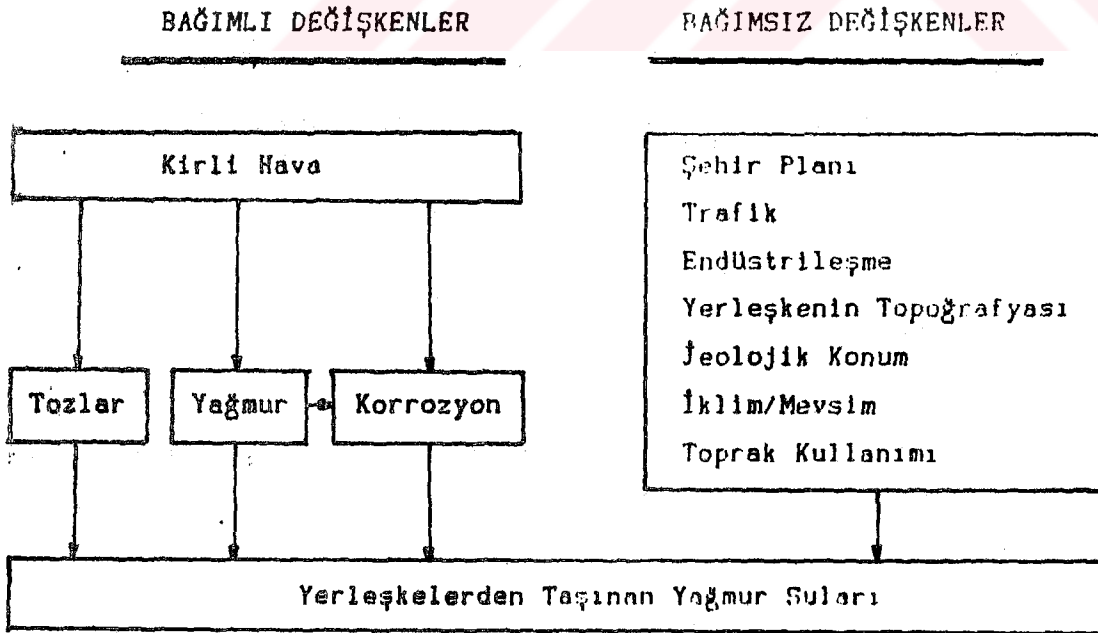 BAĞIMLI DEĞİŞKENLER
BAĞIMSIZ DEĞİŞKENLER
Kirli Hava
Tozlar
Yağmur
Korrozyon
Şehir Planı
Trafik
Endüstrileşme
Yerleşkenin Topoğrafyası
Jeolojik Konum
İklim/Mevsim
Toprak Kullanımı
Yerleşkelerden Taşınan Yağmur Suları